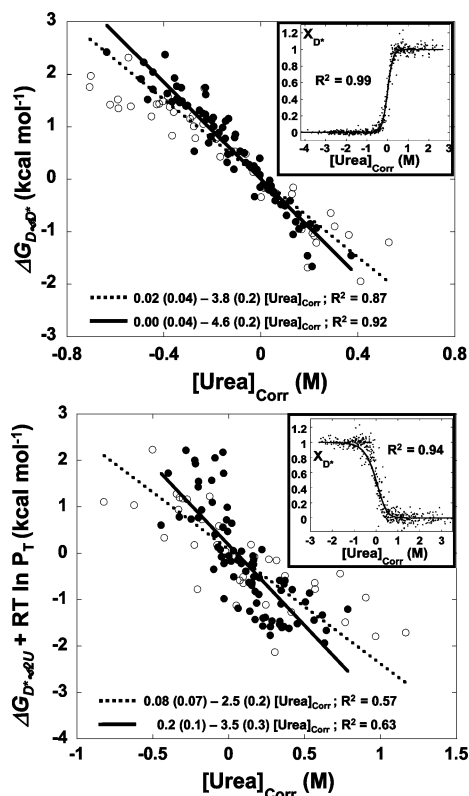 X_D*
R² = 0.99
1.2
1
0.8
0.6
0.4
0.2
0
-4 -3 -2 -1 0 1 2 3
[Urea]_Corr (M)
ΔG_D⇌D* (kcal mol⁻¹)
3
2
1
0
-1
-2
-3
0.02 (0.04) – 3.8 (0.2) [Urea]_Corr ; R² = 0.87
0.00 (0.04) – 4.6 (0.2) [Urea]_Corr ; R² = 0.92
-0.8 -0.4 0 0.4 0.8
[Urea]_Corr (M)
1.2
1
0.8
0.6
0.4
0.2
0
X_D*
R² = 0.94
-3 -2 -1 0 1 2 3
[Urea]_Corr (M)
ΔG_D*⇌2U + RT ln P_T (kcal mol⁻¹)
3
2
1
0
-1
-2
-3
-4
0.08 (0.07) – 2.5 (0.2) [Urea]_Corr ; R² = 0.57
0.2 (0.1) – 3.5 (0.3) [Urea]_Corr ; R² = 0.63
-1 -0.5 0 0.5 1 1.5
[Urea]_Corr (M)